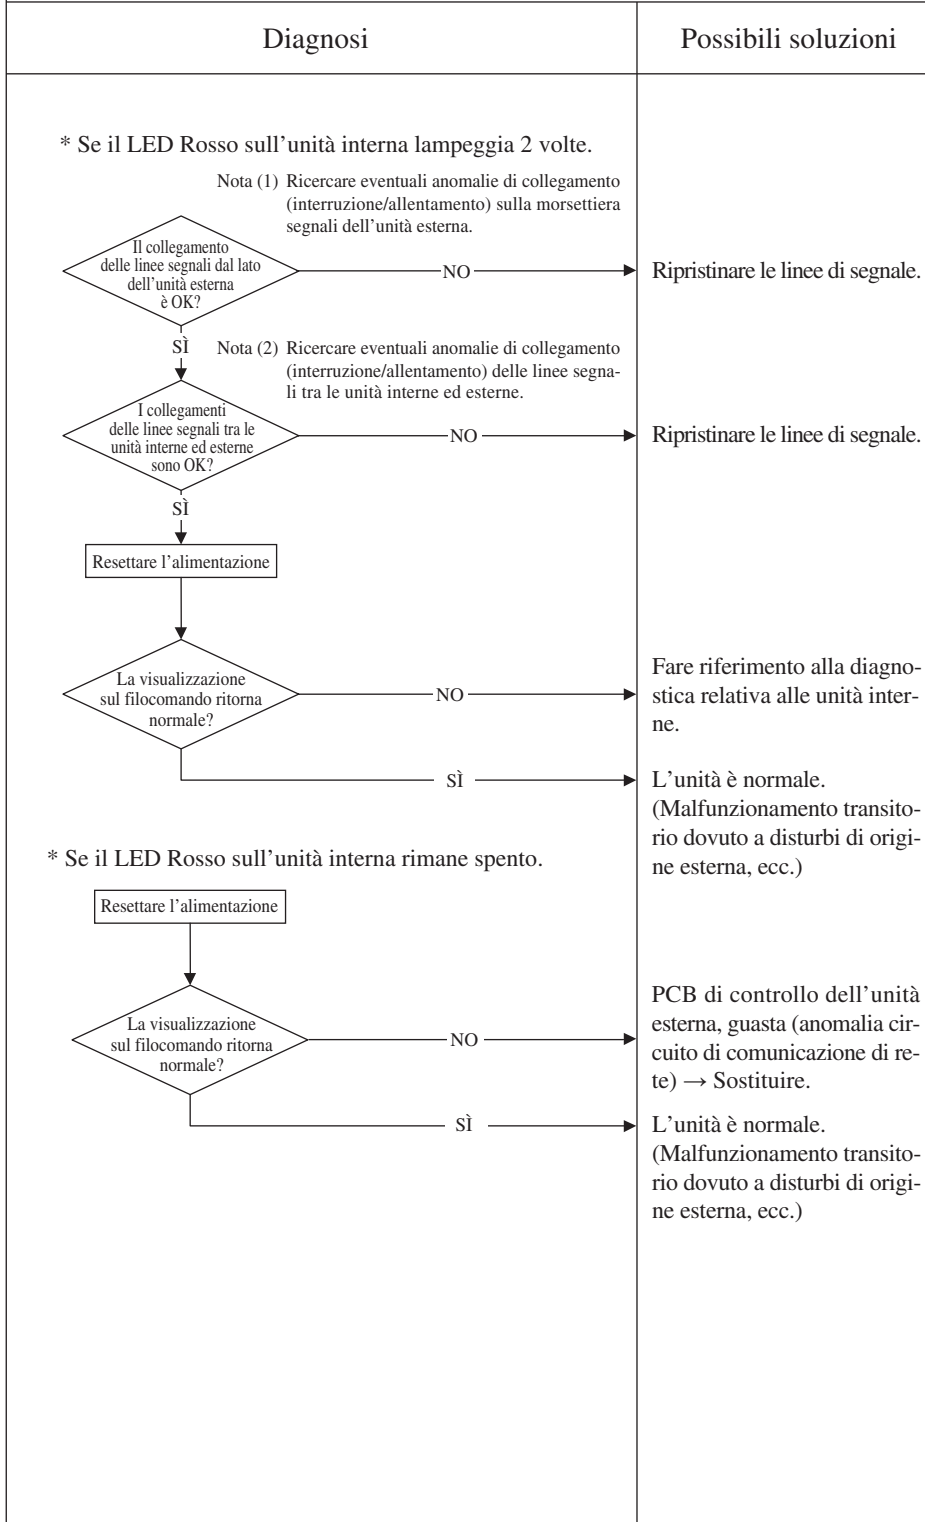 Diagnosi
Possibili soluzioni
* Se il LED Rosso sull'unità interna lampeggia 2 volte.
Nota (1) Ricercare eventuali anomalie di collegamento
(interruzione/allentamento) sulla morsettiera
segnali dell'unità esterna.
Il collegamento
delle linee segnali dal lato
dell'unità esterna
è OK?
NO
Ripristinare le linee di segnale.
SÌ
Nota (2) Ricercare eventuali anomalie di collegamento
(interruzione/allentamento) delle linee segna-
li tra le unità interne ed esterne.
I collegamenti
delle linee segnali tra le
unità interne ed esterne
sono OK?
NO
Ripristinare le linee di segnale.
SÌ
Resettare l'alimentazione
La visualizzazione
sul filocomando ritorna
normale?
NO
Fare riferimento alla diagno-
stica relativa alle unità inter-
ne.
SÌ
L'unità è normale.
(Malfunzionamento transito-
rio dovuto a disturbi di origi-
ne esterna, ecc.)
* Se il LED Rosso sull'unità interna rimane spento.
Resettare l'alimentazione
La visualizzazione
sul filocomando ritorna
normale?
NO
PCB di controllo dell'unità
esterna, guasta (anomalia cir-
cuito di comunicazione di re-
te) → Sostituire.
SÌ
L'unità è normale.
(Malfunzionamento transito-
rio dovuto a disturbi di origi-
ne esterna, ecc.)